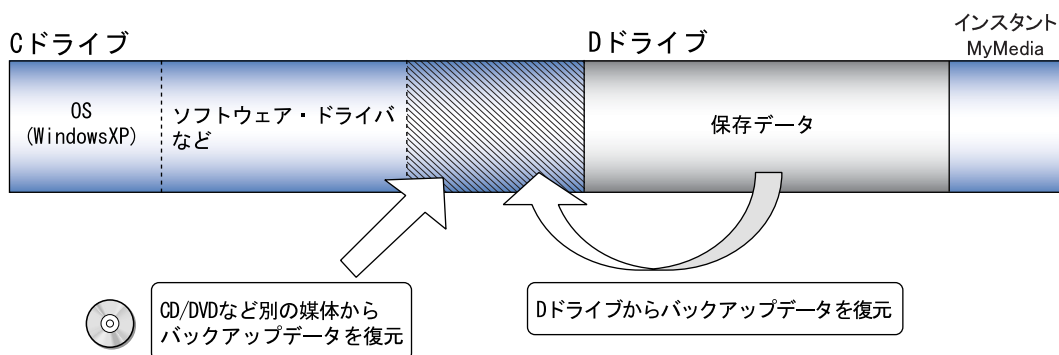 Cドライブ
Dドライブ
インスタント
MyMedia
OS
(WindowsXP)
ソフトウェア・ドライバ
など
保存データ
CD/DVDなど別の媒体から
バックアップデータを復元
Dドライブからバックアップデータを復元